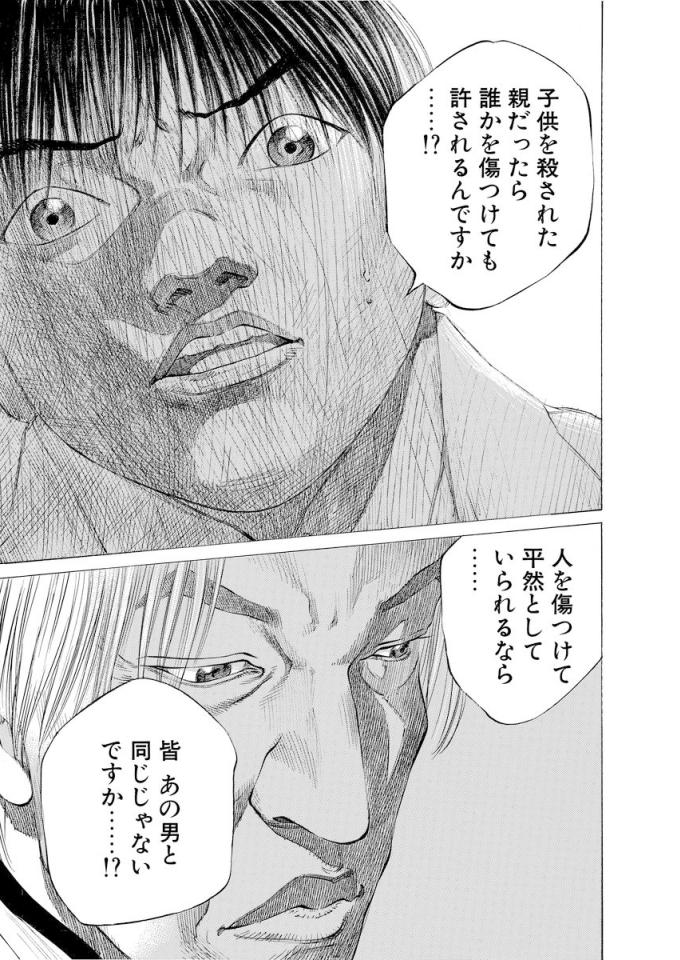 子供を殺された
親だったら
誰かを傷つけても
許されるんですか
……!?
人を傷つけて
平然として
いられるなら
……
皆 あの男と
同じじゃない
ですか……!?